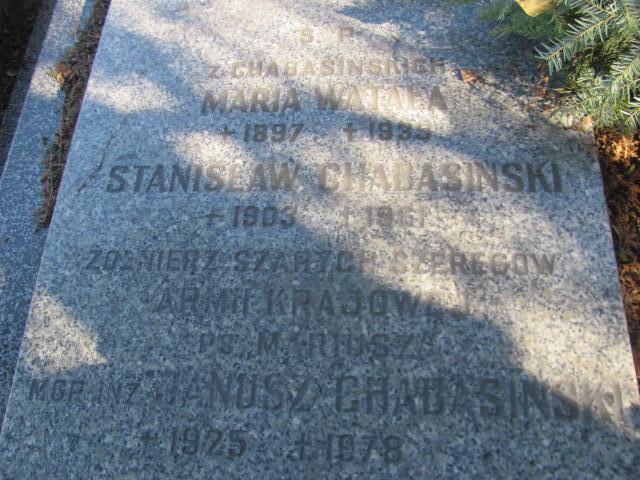 Ś. P.
Z CHABASIŃSKICH
MARIA WATAŁA
+ 1897 + 1935
STANISŁAW CHABASIŃSKI
+ 1903 + 1961
ŻOŁNIERZ SZARYCH SZEREGÓW
ARMII KRAJOWEJ
PS. „MARIUSZ”
MGR INŻ. JANUSZ CHABASIŃSKI
+ 1925 + 1978